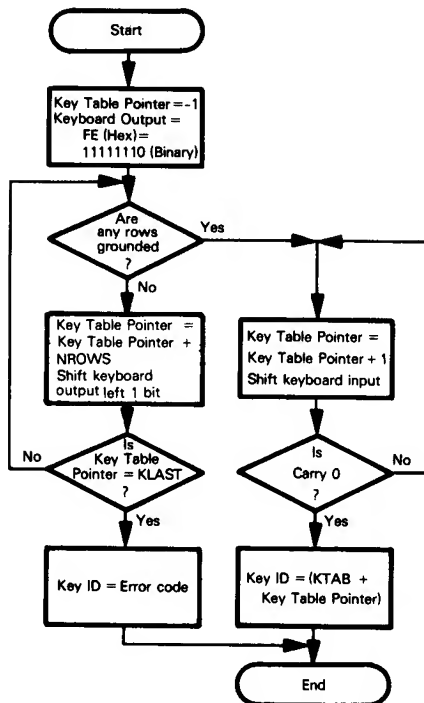 Start
Key Table Pointer =-1
Keyboard Output =
FE (Hex)=
11111110 (Binary)
Are
any rows
grounded
?
Yes
No
Key Table Pointer =
Key Table Pointer +
NROWS
Shift keyboard
output left 1 bit
Key Table Pointer =
Key Table Pointer + 1
Shift keyboard input
Is
Key Table
Pointer = KLAST
?
No
Yes
Is
Carry 0
?
No
Yes
Key ID = Error code
Key ID = (KTAB +
Key Table Pointer)
End